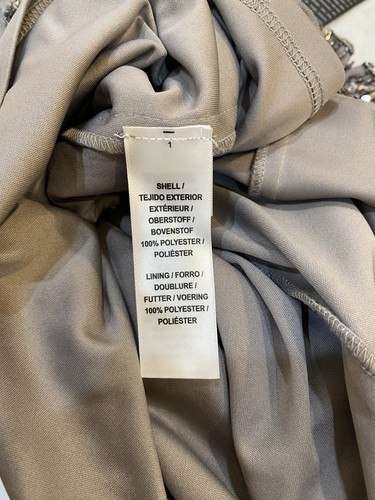 1
SHELL /
TEJIDO EXTERIOR
EXTÉRIEUR /
OBERSTOFF /
BOVENSTOF
100% POLYESTER /
POLIÉSTER
LINING / FORRO /
DOUBLURE /
FUTTER / VOERING
100% POLYESTER /
POLIÉSTER